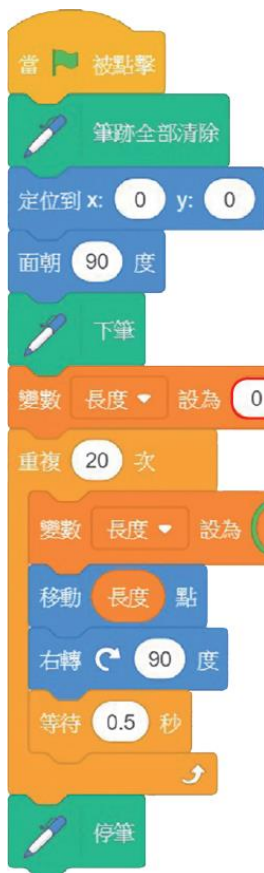 當 被點擊
筆跡全部清除
定位到 x: 0 y: 0
面朝 90 度
下筆
變數 長度 設為 0
重複 20 次
變數 長度 設為
移動 長度 點
右轉 90 度
等待 0.5 秒
停筆